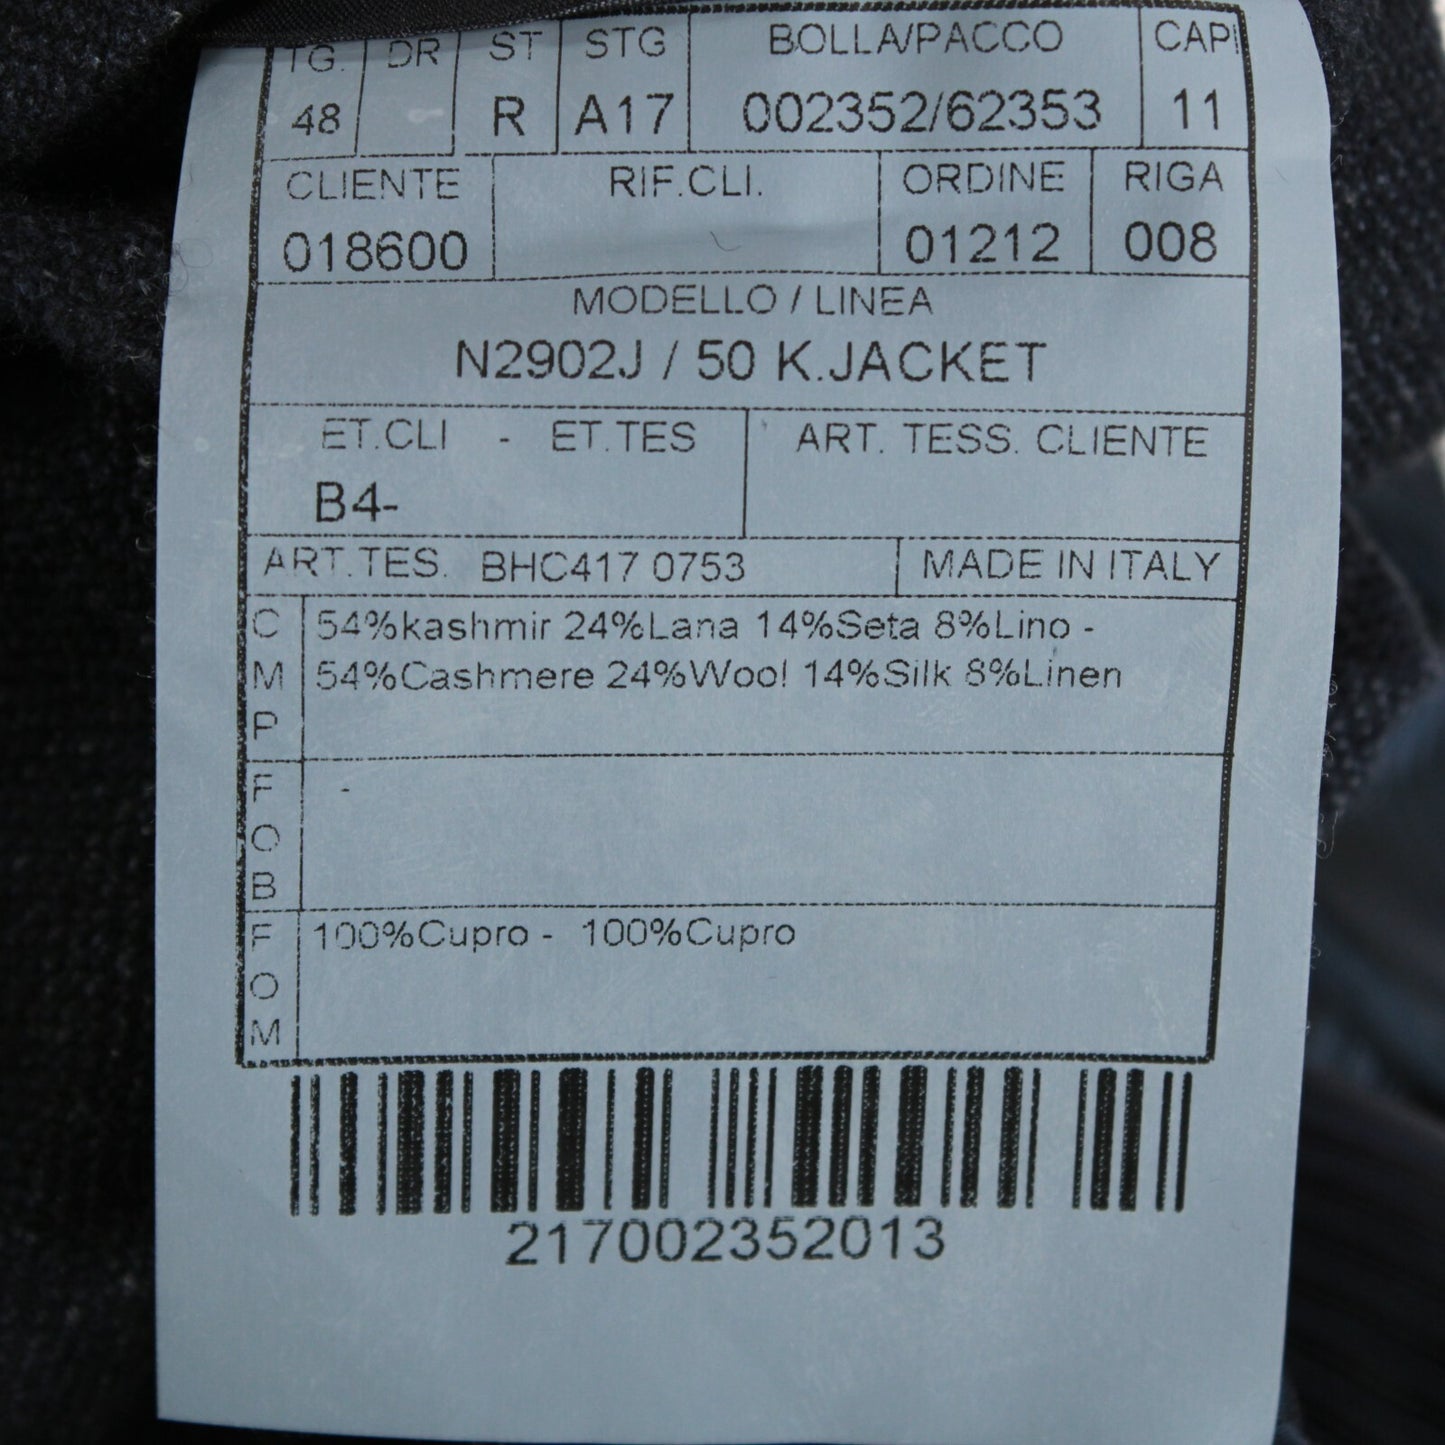 TG. DR ST STG BOLLA/PACCO CAPI
48 - R A17 002352/62353 11
CLIENTE RIF.CLI. ORDINE RIGA
018600 01212 008
MODELLO / LINEA
N2902J / 50 K.JACKET
ET.CLI - ET.TES ART. TESS. CLIENTE
B4-
ART.TES. BHC417 0753 MADE IN ITALY
CMP
54%kashmir 24%Lana 14%Seta 8%Lino -
54%Cashmere 24%Wool 14%Silk 8%Linen
FOB
-
FOM
100%Cupro - 100%Cupro
217002352013